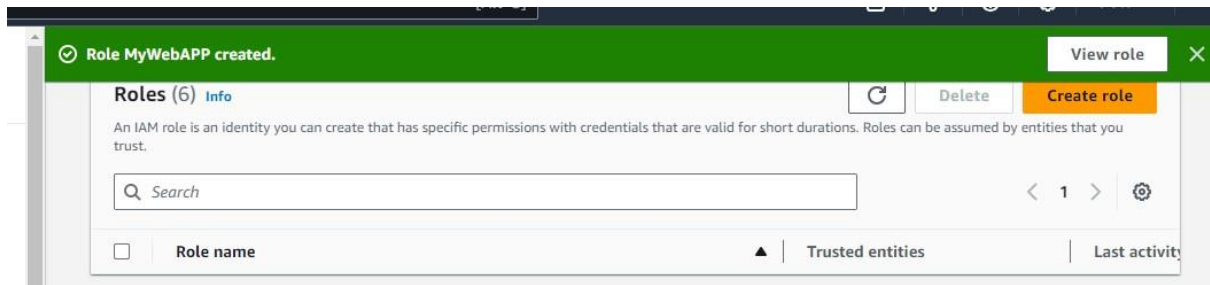 Role MyWebAPP created.
View role
Roles (6) Info
Delete
Create role
An IAM role is an identity you can create that has specific permissions with credentials that are valid for short durations. Roles can be assumed by entities that you
trust.
Search
1
Role name
Trusted entities
Last activity